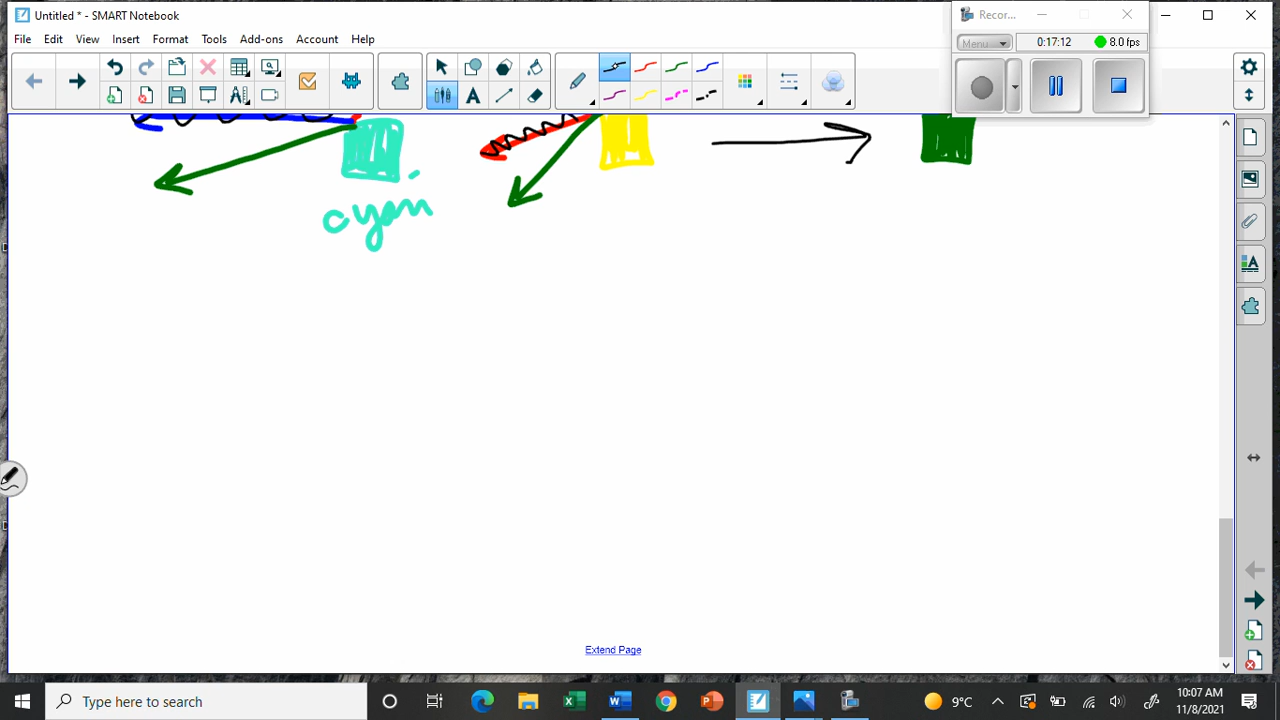 Untitled * - SMART Notebook
Recor...
File Edit View Insert Format Tools Add-ons Account Help
Menu 0:17:12 8.0 fps
A
A
cyan
Extend Page
Type here to search
9°C
10:07 AM
11/8/2021